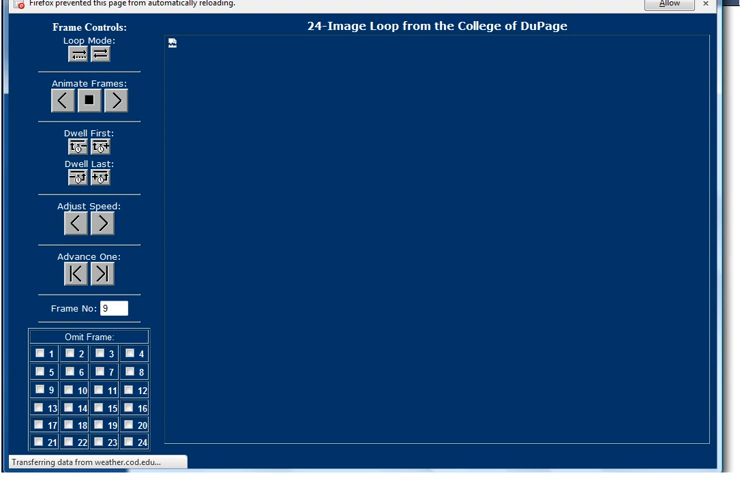 Firefox prevented this page from automatically reloading.
Allow
24-Image Loop from the College of DuPage
Frame Controls:
Loop Mode:
Animate Frames:
Dwell First:
Dwell Last:
Adjust Speed:
Advance One:
Frame No: 9
Omit Frame:
1 2 3 4
5 6 7 8
9 10 11 12
13 14 15 16
17 18 19 20
21 22 23 24
Transferring data from weather.cod.edu...